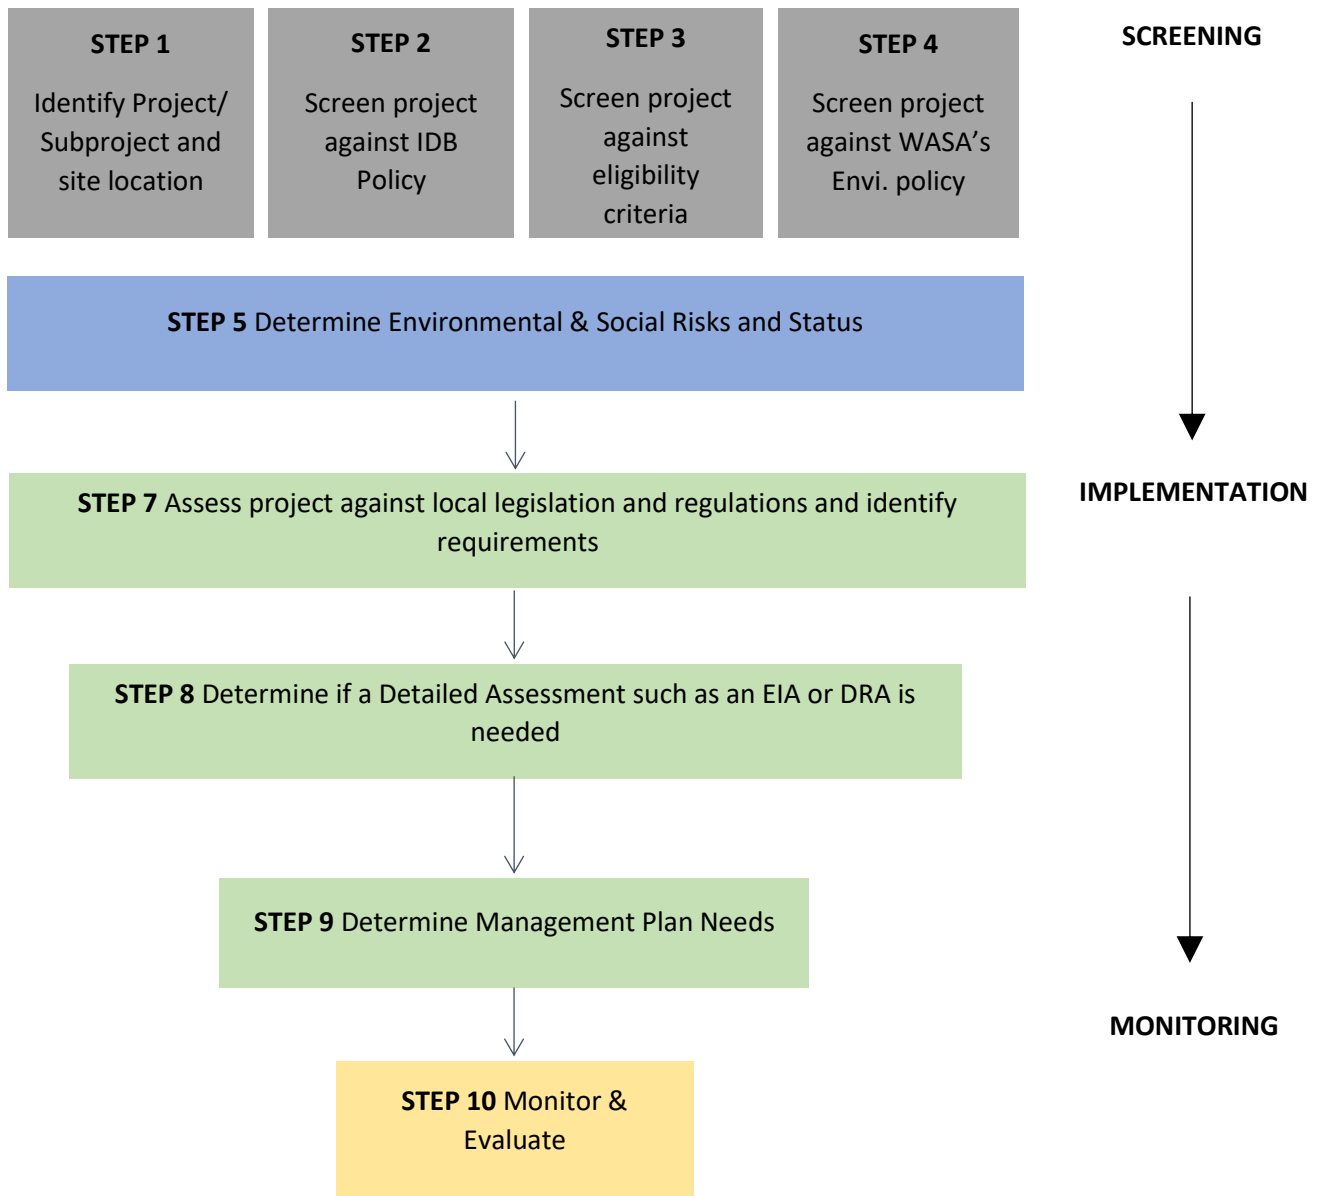 STEP 1
Identify Project/
Subproject and
site location
STEP 2
Screen project
against IDB
Policy
STEP 3
Screen project
against
eligibility
criteria
STEP 4
Screen project
against WASA’s
Envi. policy
SCREENING
STEP 5 Determine Environmental & Social Risks and Status
STEP 7 Assess project against local legislation and regulations and identify
requirements
IMPLEMENTATION
STEP 8 Determine if a Detailed Assessment such as an EIA or DRA is
needed
STEP 9 Determine Management Plan Needs
MONITORING
STEP 10 Monitor &
Evaluate